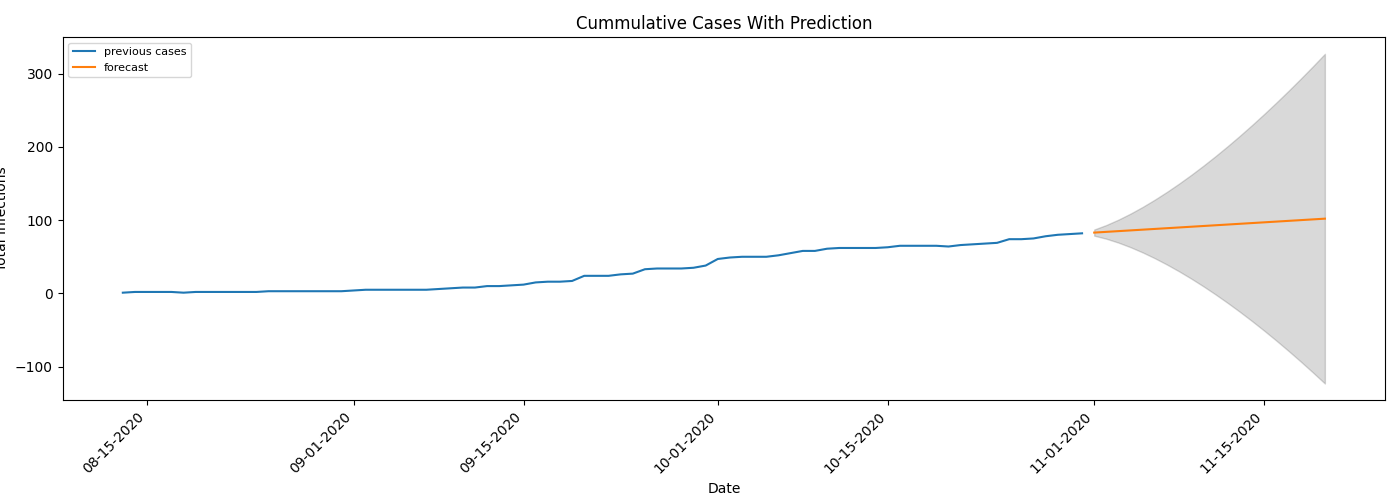 Cummulative Cases With Prediction
previous cases
forecast
300
200
100
0
−100
Total Infections
08-15-2020
09-01-2020
09-15-2020
10-01-2020
10-15-2020
11-01-2020
11-15-2020
Date